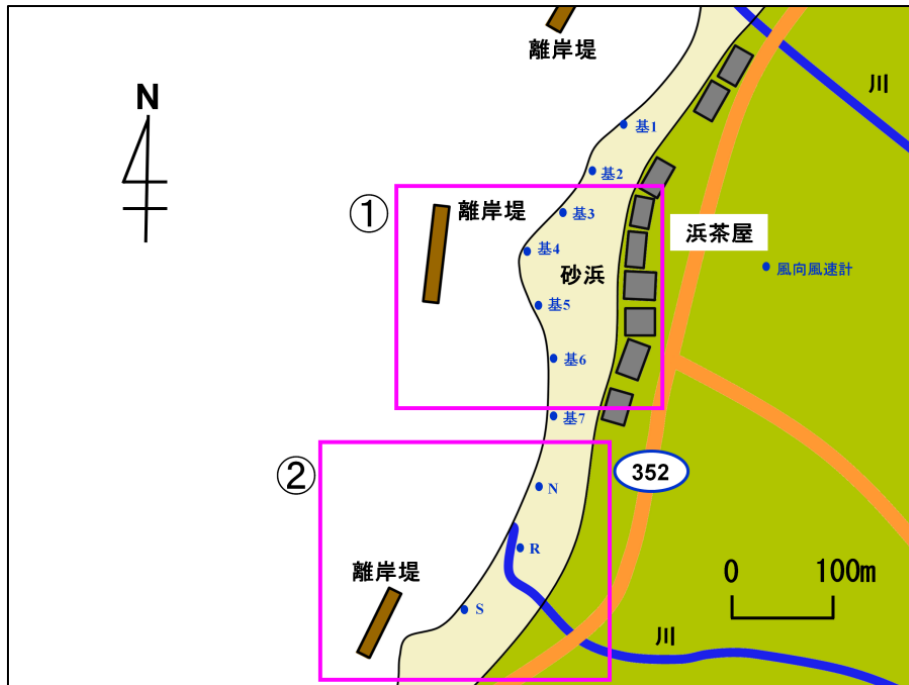 離岸堤
川
N
基1
基2
①
離岸堤
基3
浜茶屋
基4
砂浜
風向風速計
基5
基6
基7
②
352
N
R
離岸堤
0 100m
S
川